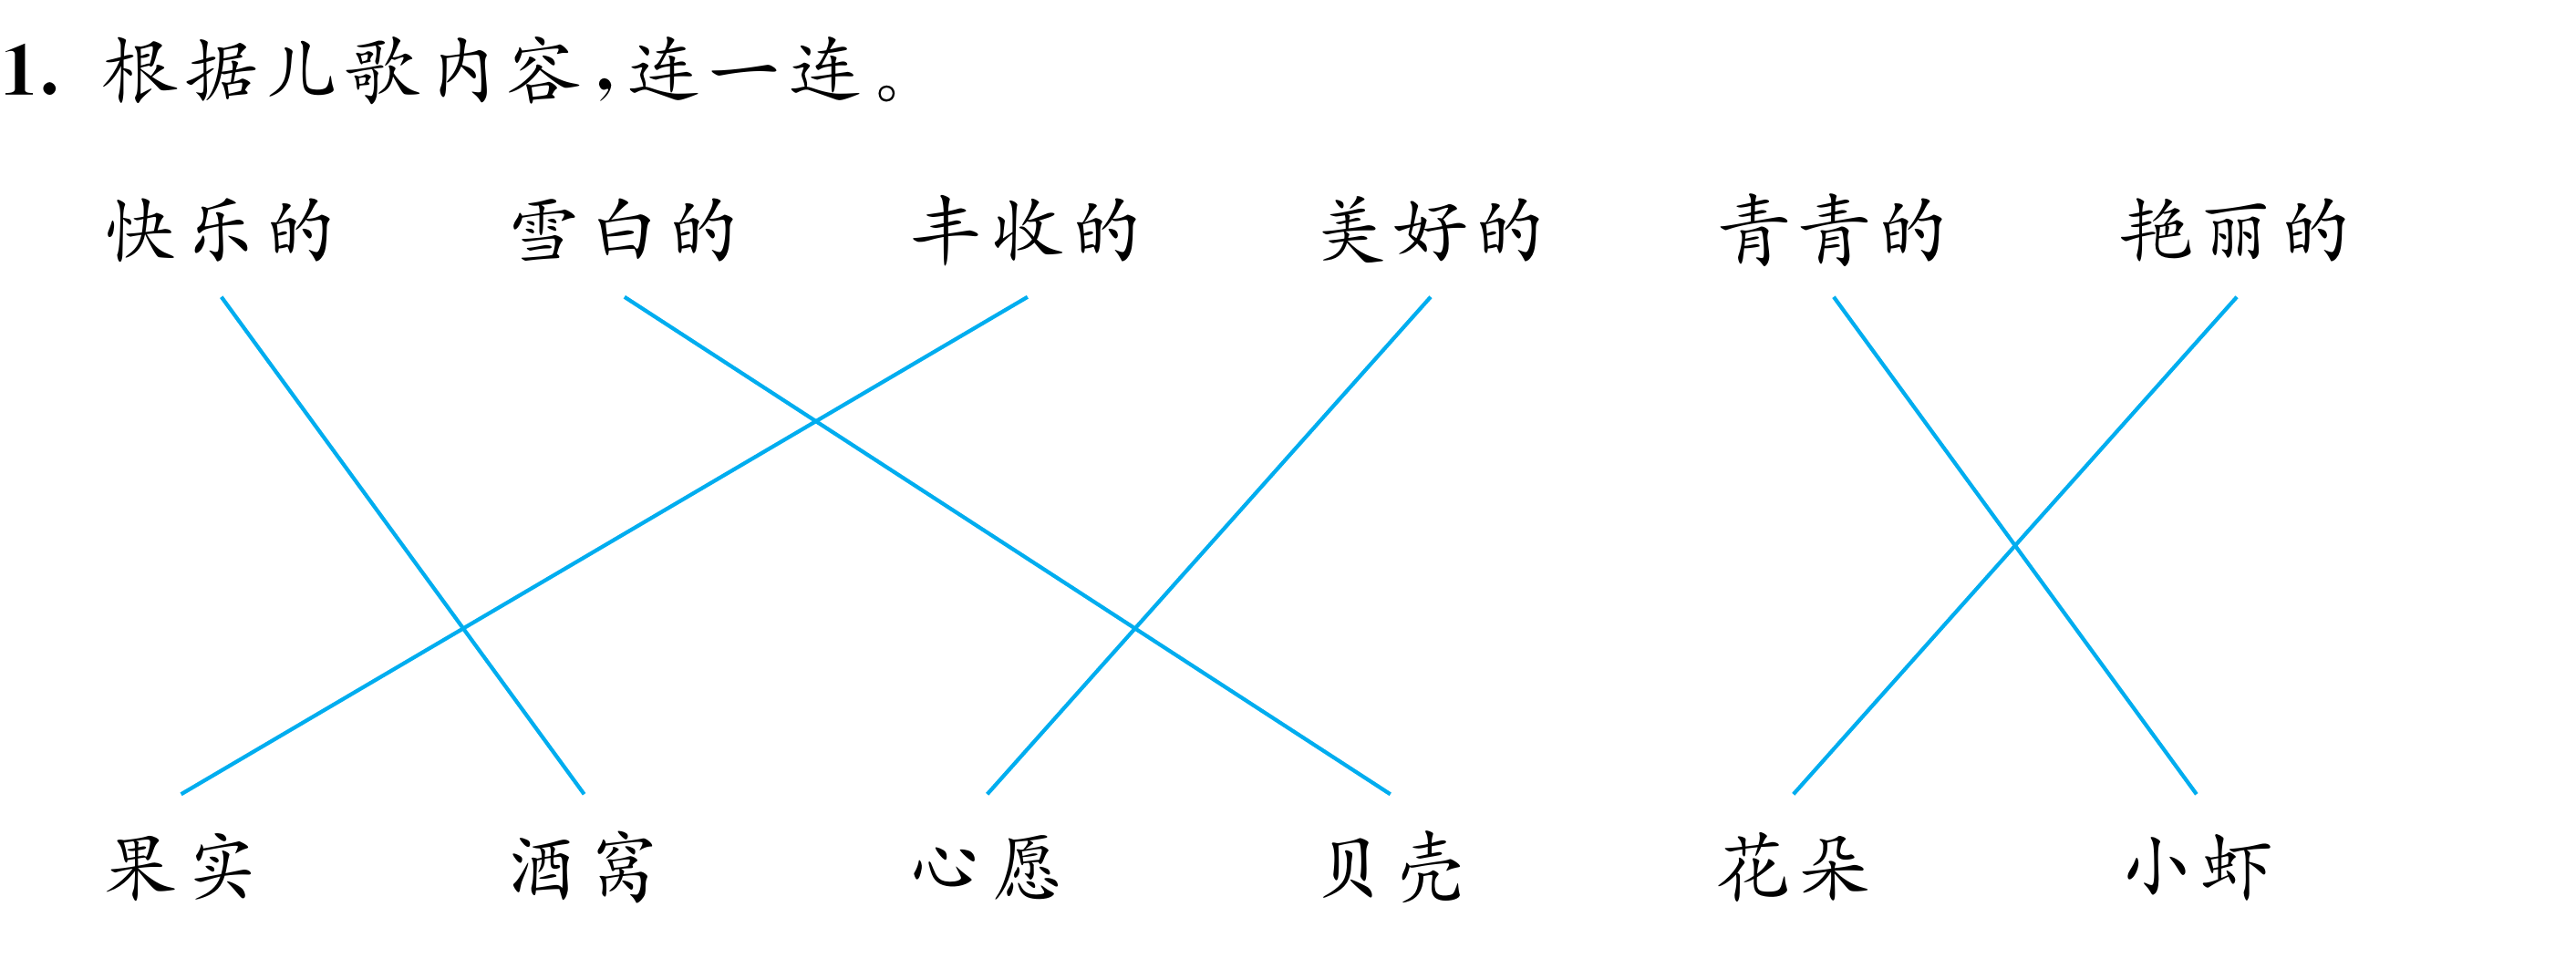 1. 根据儿歌内容,连一连。
快乐的 雪白的 丰收的 美好的 青青的 艳丽的
果实 酒窝 心愿 贝壳 花朵 小虾